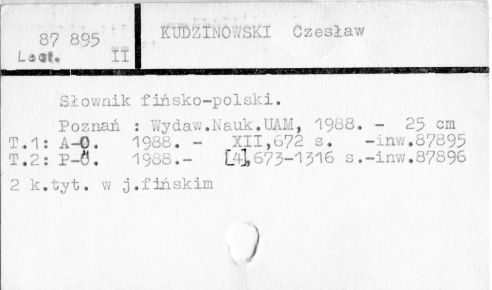 87 895 KUDZINOWSKI Czesław
Lect. II
Słownik fińsko-polski.
Poznań : Wydaw.Nauk.UAM, 1988. - 25 cm
T.1: A-O. 1988. - XII,672 s. -inw.87895
T.2: P-Ö. 1988.- [4],673-1316 s.-inw.87896
2 k.tyt. w j.fińskim